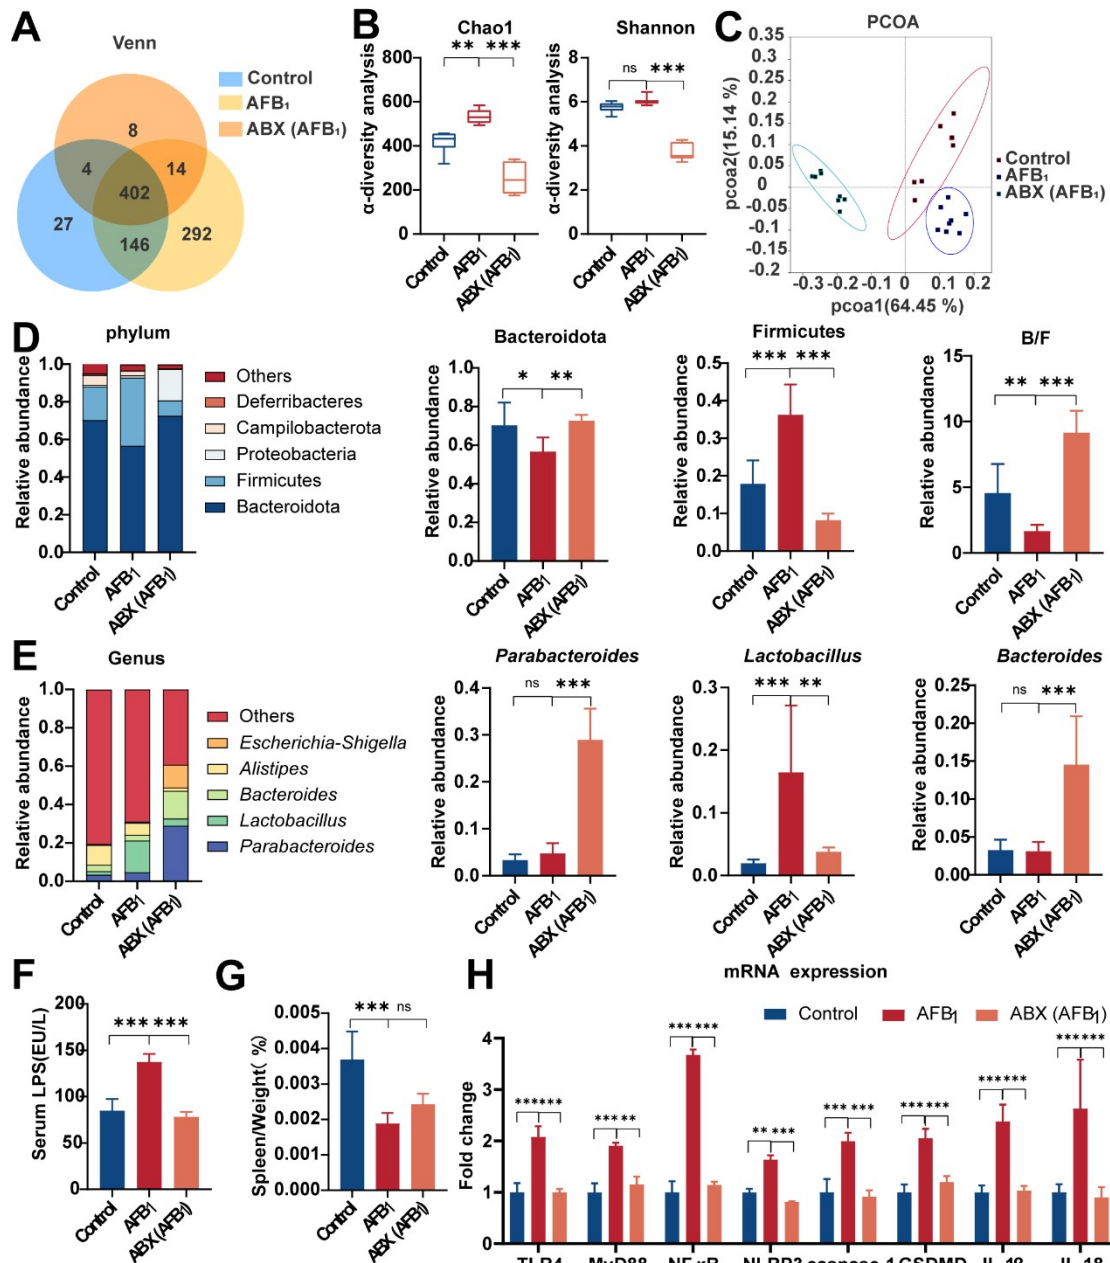 A
Venn
Control
AFB₁
ABX (AFB₁)
8
4
14
402
27
146
292
B
Chao1
** ***
α-diversity analysis
800
600
400
200
0
Control
AFB₁
ABX (AFB₁)
Shannon
ns ***
α-diversity analysis
8
6
4
2
0
Control
AFB₁
ABX (AFB₁)
C
PCOA
pcoa2(15.14 %)
0.35
0.3
0.25
0.2
0.15
0.1
0.05
0
-0.05
-0.1
-0.15
-0.2
-0.3 -0.2 -0.1 0 0.1 0.2
pcoa1(64.45 %)
Control
AFB₁
ABX (AFB₁)
D
phylum
Relative abundance
1.0
0.8
0.6
0.4
0.2
0.0
Control
AFB₁
ABX (AFB₁)
Others
Deferribacteres
Campilobacterota
Proteobacteria
Firmicutes
Bacteroidota
Bacteroidota
* **
Relative abundance
1.0
0.8
0.6
0.4
0.2
0.0
Control
AFB₁
ABX (AFB₁)
Firmicutes
*** ***
Relative abundance
0.5
0.4
0.3
0.2
0.1
0.0
Control
AFB₁
ABX (AFB₁)
B/F
** ***
Relative abundance
15
10
5
0
Control
AFB₁
ABX (AFB₁)
E
Genus
Relative abundance
1.0
0.8
0.6
0.4
0.2
0.0
Control
AFB₁
ABX (AFB₁)
Others
Escherichia-Shigella
Alistipes
Bacteroides
Lactobacillus
Parabacteroides
Parabacteroides
ns ***
Relative abundance
0.4
0.3
0.2
0.1
0.0
Control
AFB₁
ABX (AFB₁)
Lactobacillus
*** **
Relative abundance
0.3
0.2
0.1
0.0
Control
AFB₁
ABX (AFB₁)
Bacteroides
ns ***
Relative abundance
0.25
0.20
0.15
0.10
0.05
0.00
Control
AFB₁
ABX (AFB₁)
F
*** ***
Serum LPS(EU/L)
200
150
100
50
0
Control
AFB₁
ABX (AFB₁)
G
*** ns
Spleen/Weight( %)
0.005
0.004
0.003
0.002
0.001
0.000
Control
AFB₁
ABX (AFB₁)
H
mRNA expression
Control
AFB₁
ABX (AFB₁)
Fold change
4
3
2
1
0
*** ***
*** **
*** ***
** ***
*** ***
*** ***
*** ***
*** ***
TLR4 MyD88 NF-κB NLRP3 caspase-1 GSDMD IL-1β IL-18